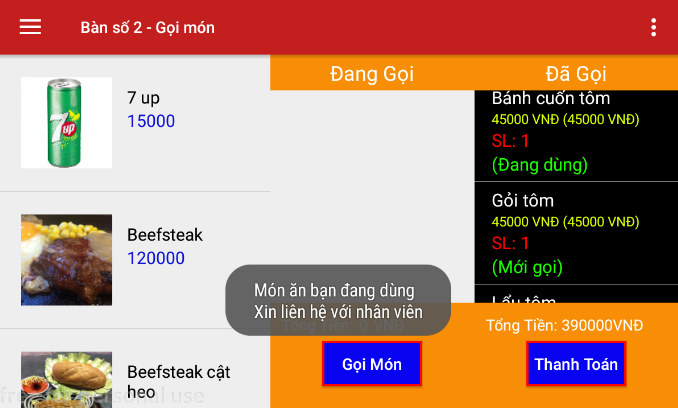 Bàn số 2 - Gọi món
7 up
15000
7up
Beefsteak
120000
Beefsteak cật
heo
Đang Gọi
Đã Gọi
Bánh cuốn tôm
45000 VNĐ (45000 VNĐ)
SL: 1
(Đang dùng)
Gỏi tôm
45000 VNĐ (45000 VNĐ)
SL: 1
(Mới gọi)
Lẩu tôm
Món ăn bạn đang dùng
Xin liên hệ với nhân viên
Tổng Tiền: 0 VNĐ
Tổng Tiền: 390000VNĐ
Gọi Món
Thanh Toán
personal use